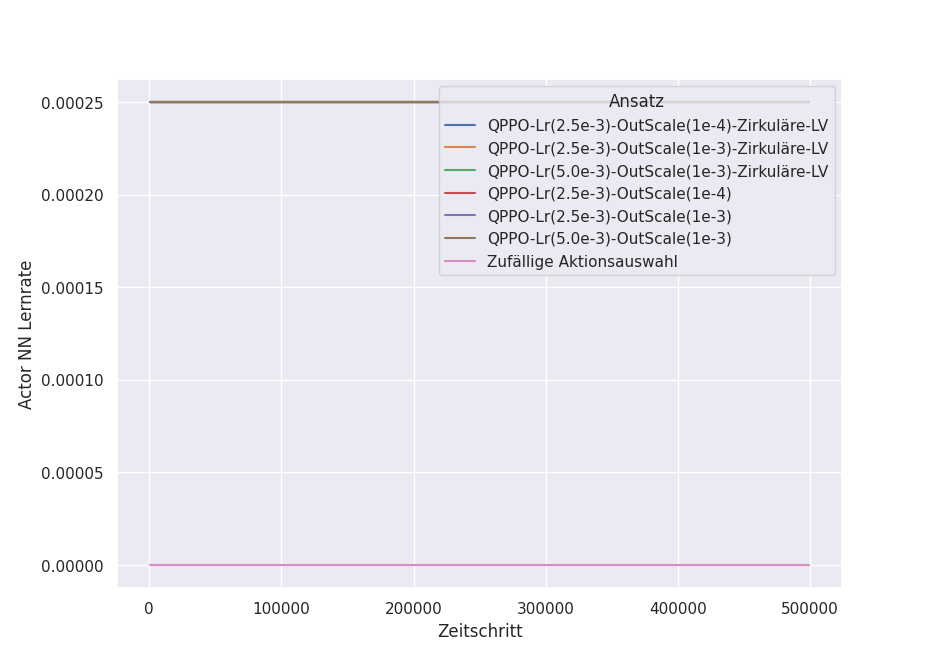 Ansatz
QPPO-Lr(2.5e-3)-OutScale(1e-4)-Zirkuläre-LV
QPPO-Lr(2.5e-3)-OutScale(1e-3)-Zirkuläre-LV
QPPO-Lr(5.0e-3)-OutScale(1e-3)-Zirkuläre-LV
QPPO-Lr(2.5e-3)-OutScale(1e-4)
QPPO-Lr(2.5e-3)-OutScale(1e-3)
QPPO-Lr(5.0e-3)-OutScale(1e-3)
Zufällige Aktionsauswahl
Actor NN Lernrate
0.00025
0.00020
0.00015
0.00010
0.00005
0.00000
0 100000 200000 300000 400000 500000
Zeitschritt